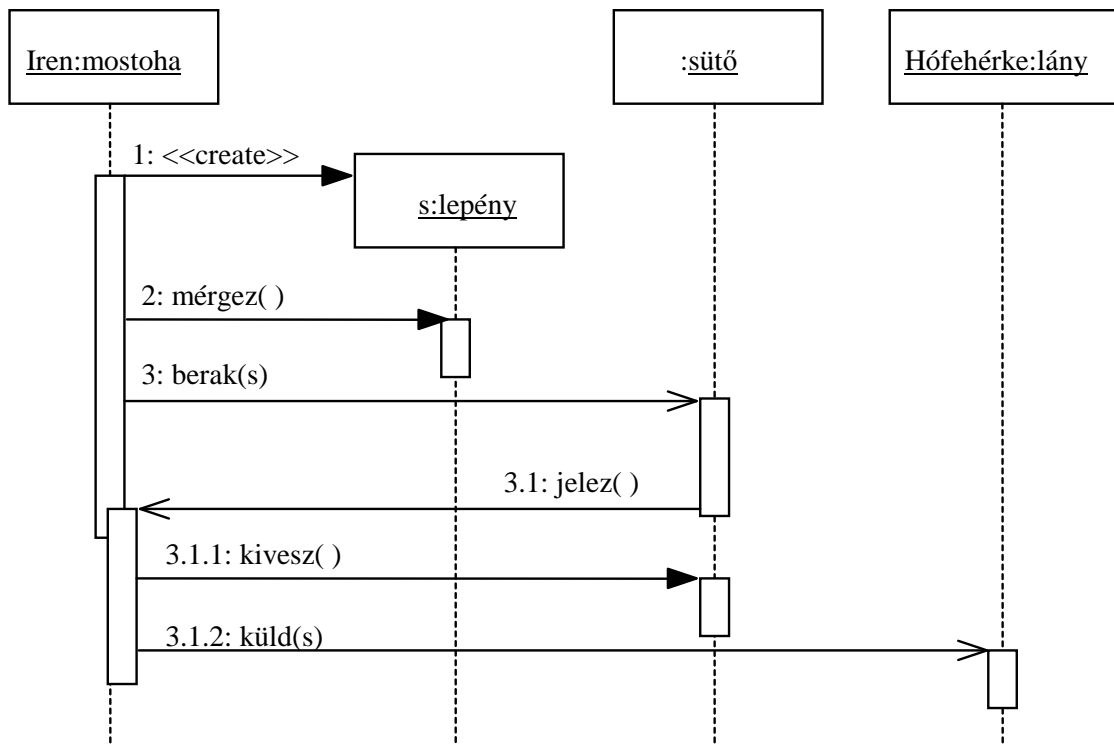 Iren:mostoha
:sütő
Hófehérke:lány
1: <<create>>
s:lepény
2: mérgez( )
3: berak(s)
3.1: jelez( )
3.1.1: kivesz( )
3.1.2: küld(s)